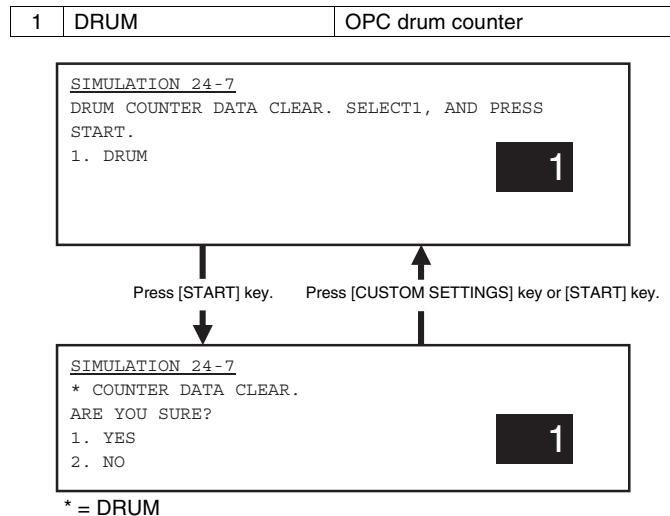 1 DRUM OPC drum counter
SIMULATION 24-7
DRUM COUNTER DATA CLEAR. SELECT1, AND PRESS
START.
1. DRUM
1
Press [START] key. Press [CUSTOM SETTINGS] key or [START] key.
SIMULATION 24-7
* COUNTER DATA CLEAR.
ARE YOU SURE?
1. YES
1
2. NO
* = DRUM